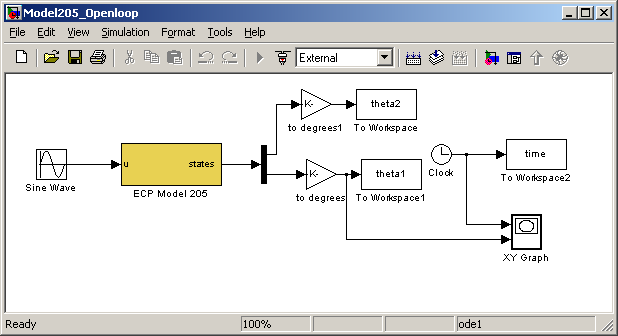 Model205_Openloop
File Edit View Simulation Format Tools Help
External
K-
theta2
to degrees1
To Workspace
u
states
Sine Wave
ECP Model 205
K-
theta1
to degrees
To Workspace1
Clock
time
To Workspace2
XY Graph
Ready
100%
ode1